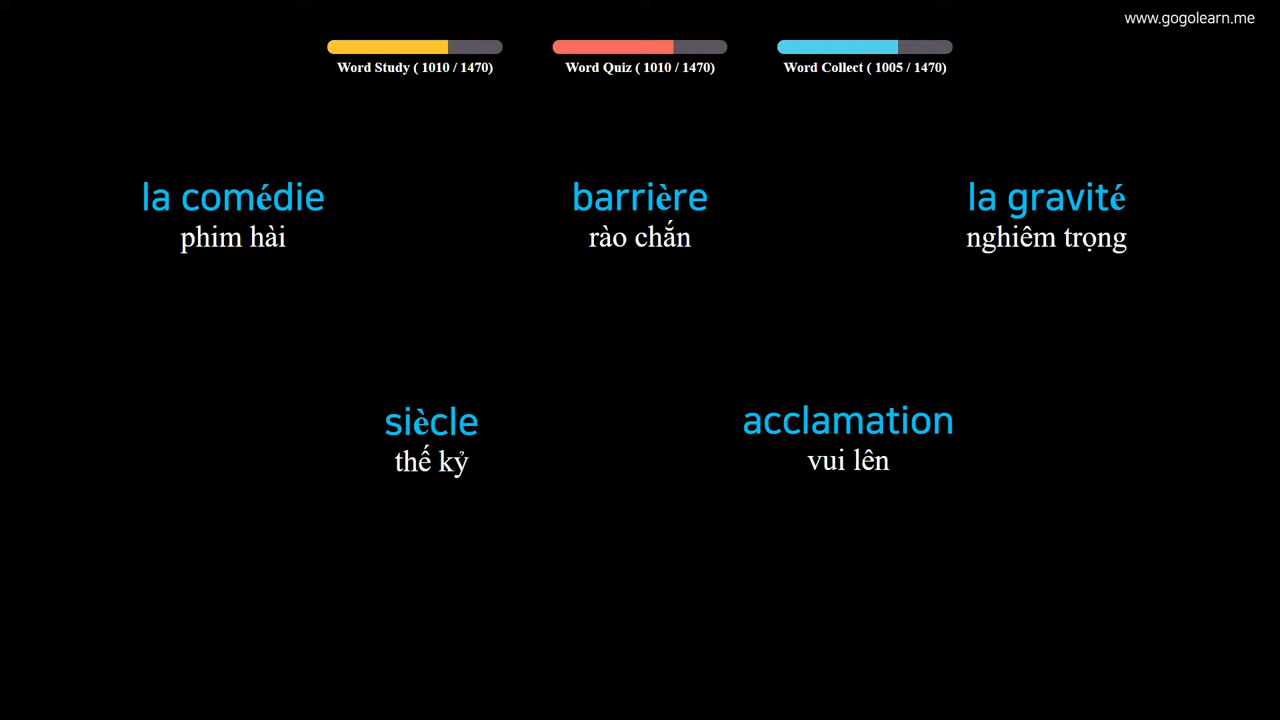 www.gogolearn.me
Word Study ( 1010 / 1470)
Word Quiz ( 1010 / 1470)
Word Collect ( 1005 / 1470)
la comédie
phim hài
barrière
rào chắn
la gravité
nghiêm trọng
siècle
thế kỷ
acclamation
vui lên